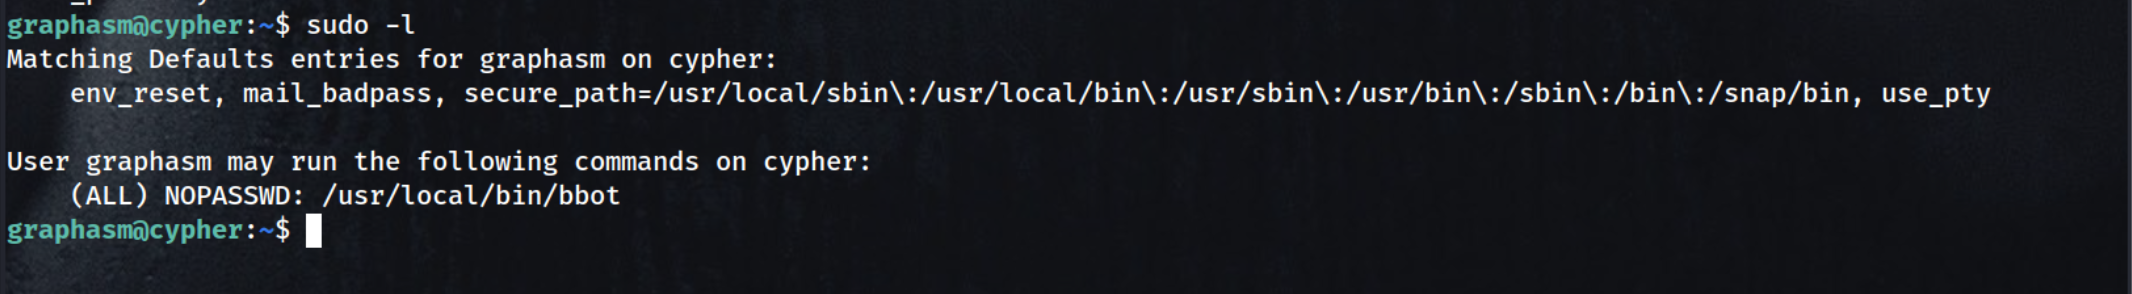 graphasm@cypher:~$ sudo -l
Matching Defaults entries for graphasm on cypher:
    env_reset, mail_badpass, secure_path=/usr/local/sbin\:/usr/local/bin\:/usr/sbin\:/usr/bin\:/sbin\:/bin\:/snap/bin, use_pty

User graphasm may run the following commands on cypher:
    (ALL) NOPASSWD: /usr/local/bin/bbot
graphasm@cypher:~$